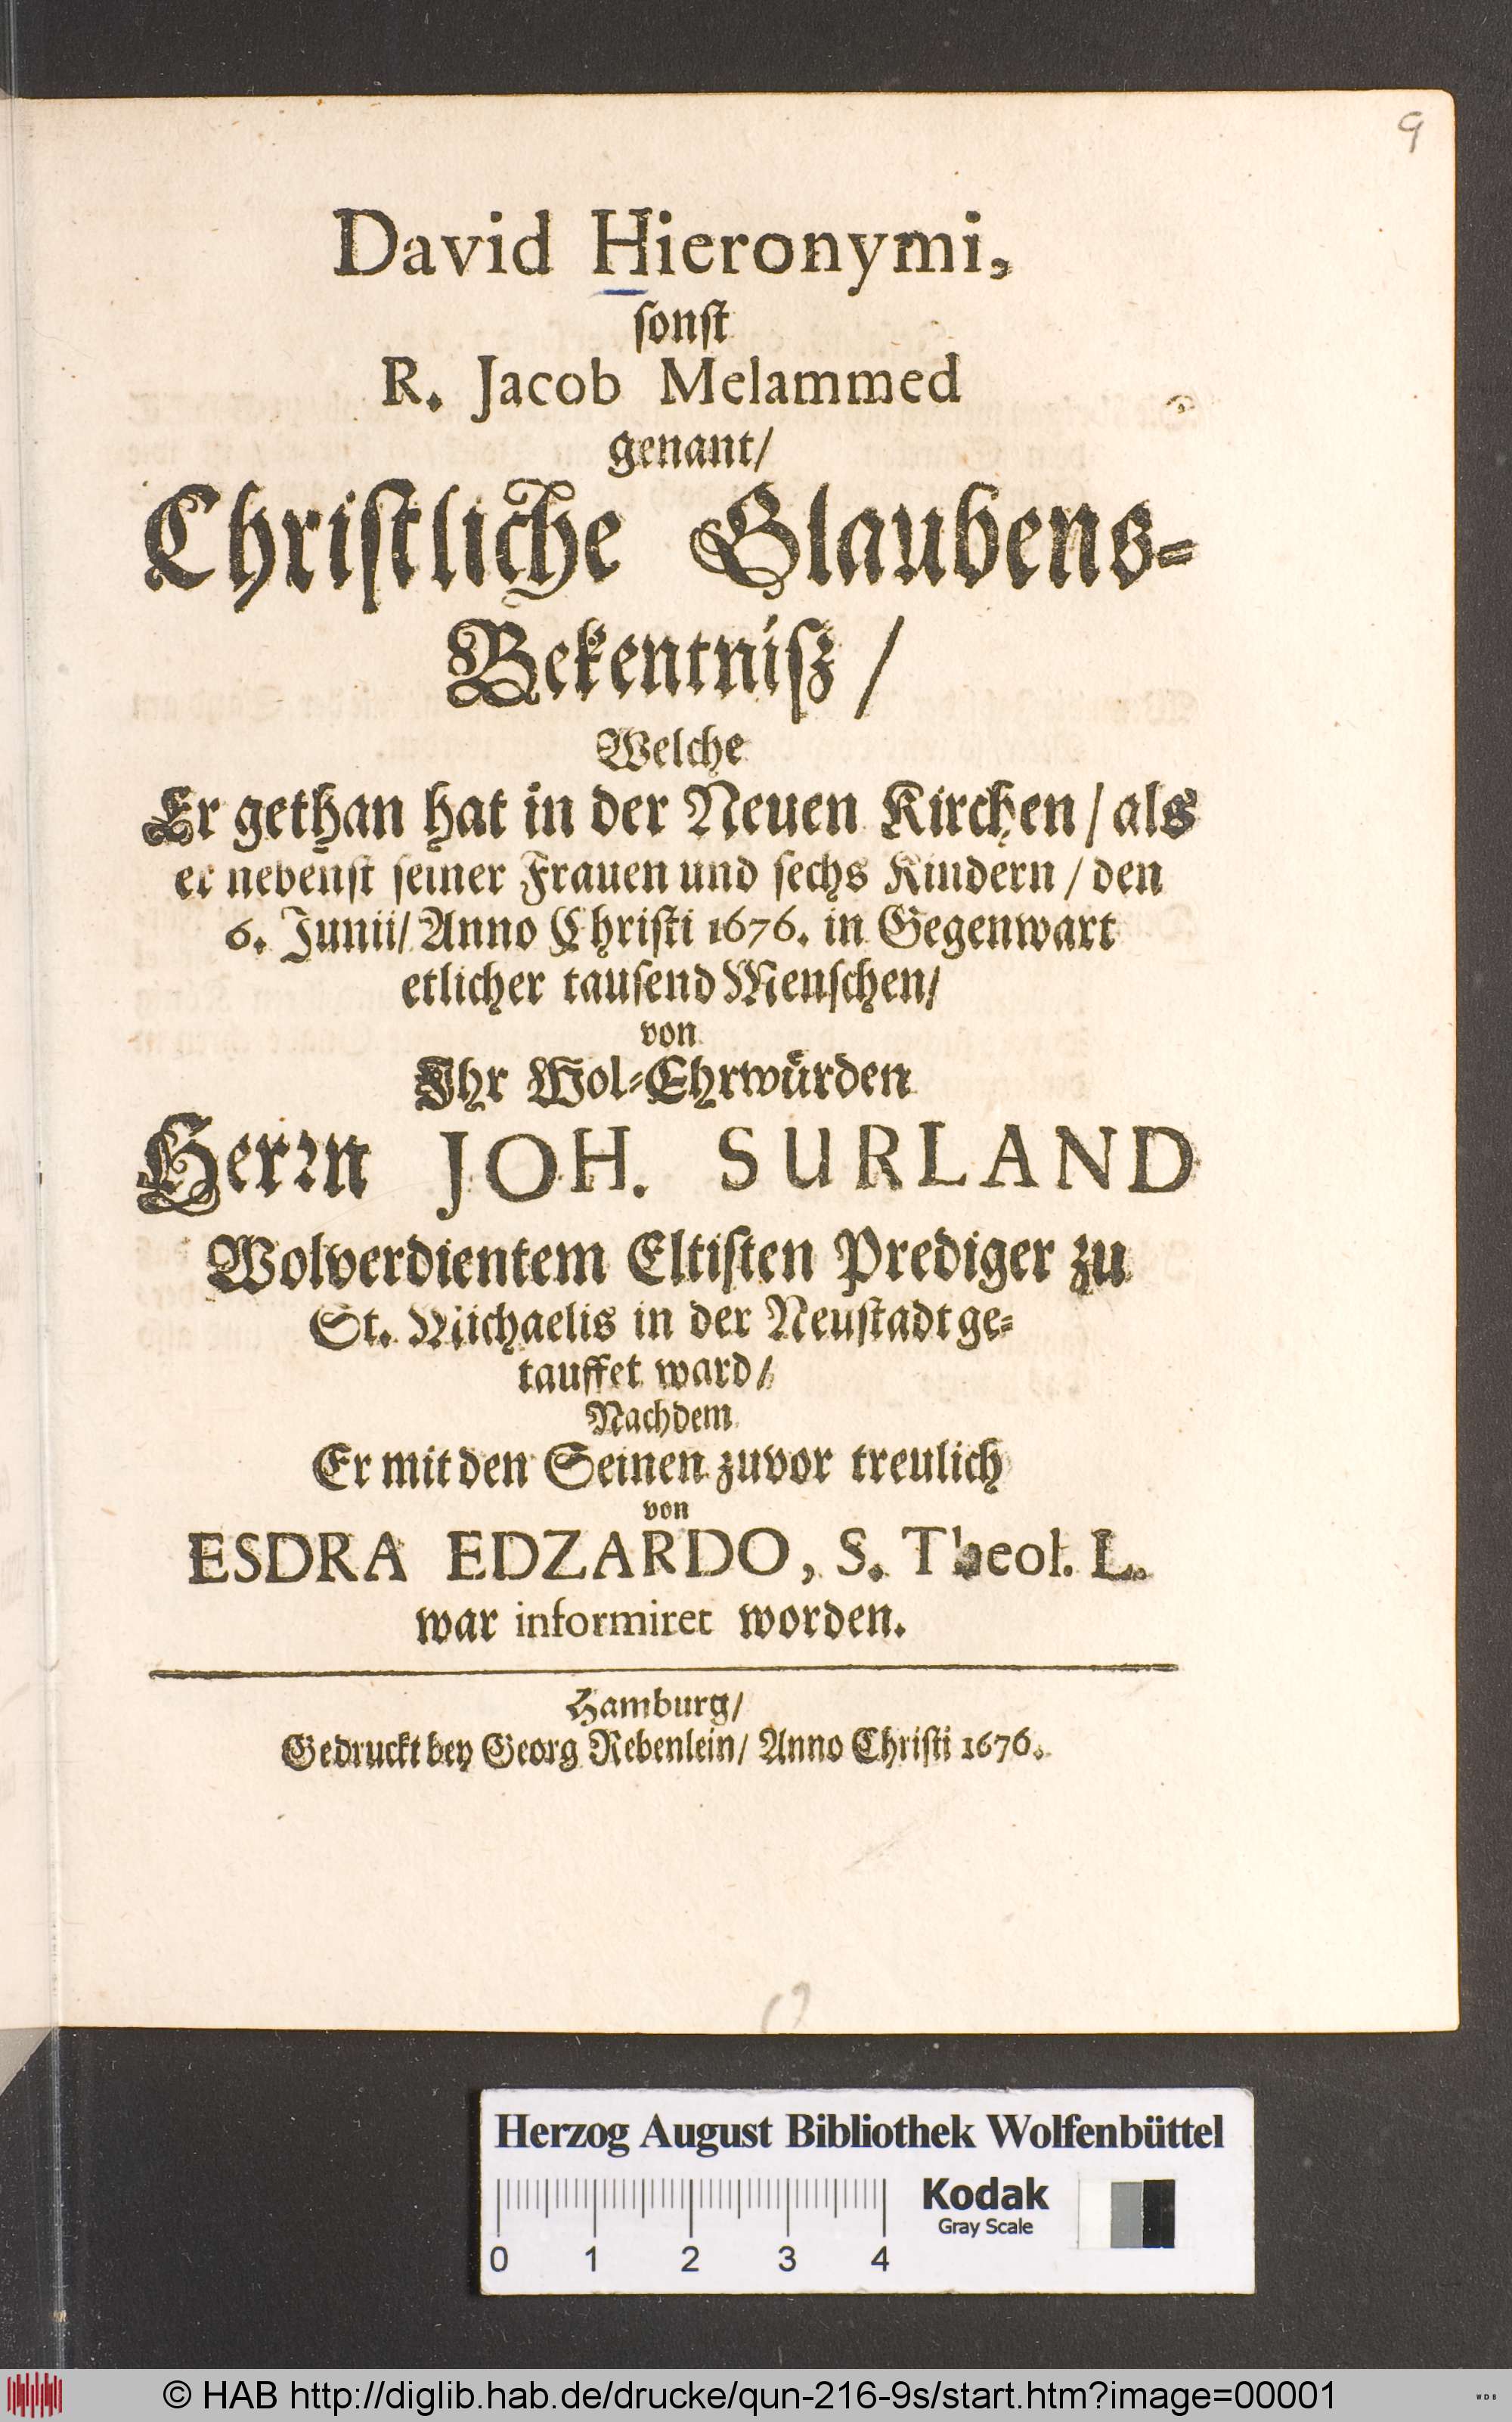 9
David Hieronymi,
sonſt
R. Jacob Melammed
genant/
Chriſtliche Glaubens-
Bekentniß /
Welche
Er gethan hat in der Neuen Kirchen / als
er nebenſt ſeiner Frauen und ſechs Kindern / den
6. Junii/ Anno Chriſti 1676. in Gegenwart
etlicher tauſend Menſchen/
von
Ihr Wol-Ehrwuͤrden
Herꝛn JOH. SURLAND
Wolverdientem Eltiſten Prediger zu
St. Michaelis in der Neuſtadt ge-
tauffet ward /
Nachdem
Er mit den Seinen zuvor treulich
von
ESDRA EDZARDO, S. Theol. L.
war informiret worden.
Hamburg/
Gedruckt bey Georg Rebenlein/ Anno Chriſti 1676.
Herzog August Bibliothek Wolfenbüttel
Kodak
Gray Scale
0 1 2 3 4
© HAB http://diglib.hab.de/drucke/qun-216-9s/start.htm?image=00001
WDB